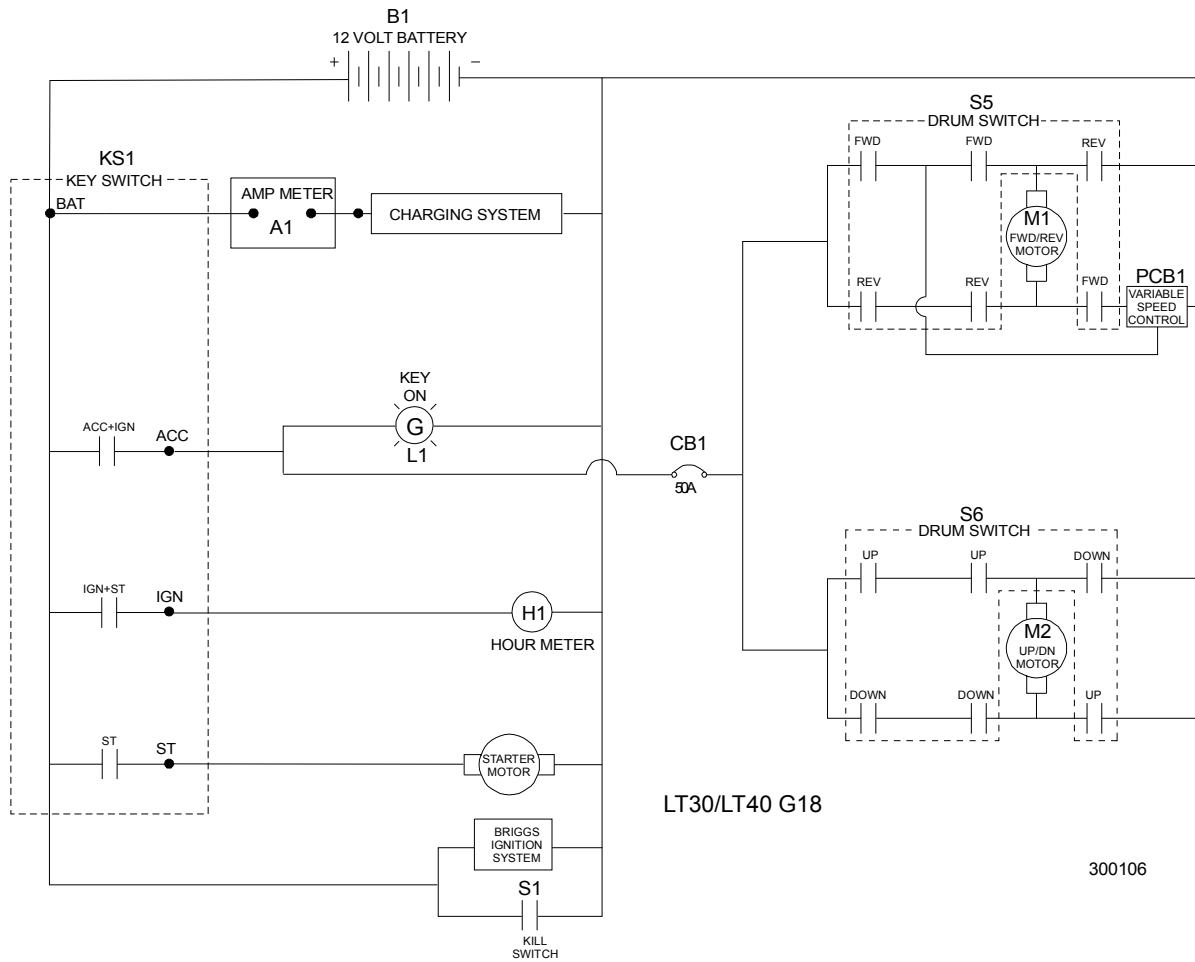 B1
12 VOLT BATTERY
+ −
S5
DRUM SWITCH
FWD FWD REV
KS1
KEY SWITCH
BAT
AMP METER
A1
CHARGING SYSTEM
M1
FWD/REV
MOTOR
REV REV FWD
PCB1
VARIABLE
SPEED
CONTROL
KEY
ON
G
L1
ACC+IGN
ACC
CB1
50A
S6
DRUM SWITCH
UP UP DOWN
IGN+ST
IGN
H1
HOUR METER
M2
UP/DN
MOTOR
DOWN DOWN UP
ST
ST
STARTER
MOTOR
LT30/LT40 G18
BRIGGS
IGNITION
SYSTEM
S1
KILL
SWITCH
300106